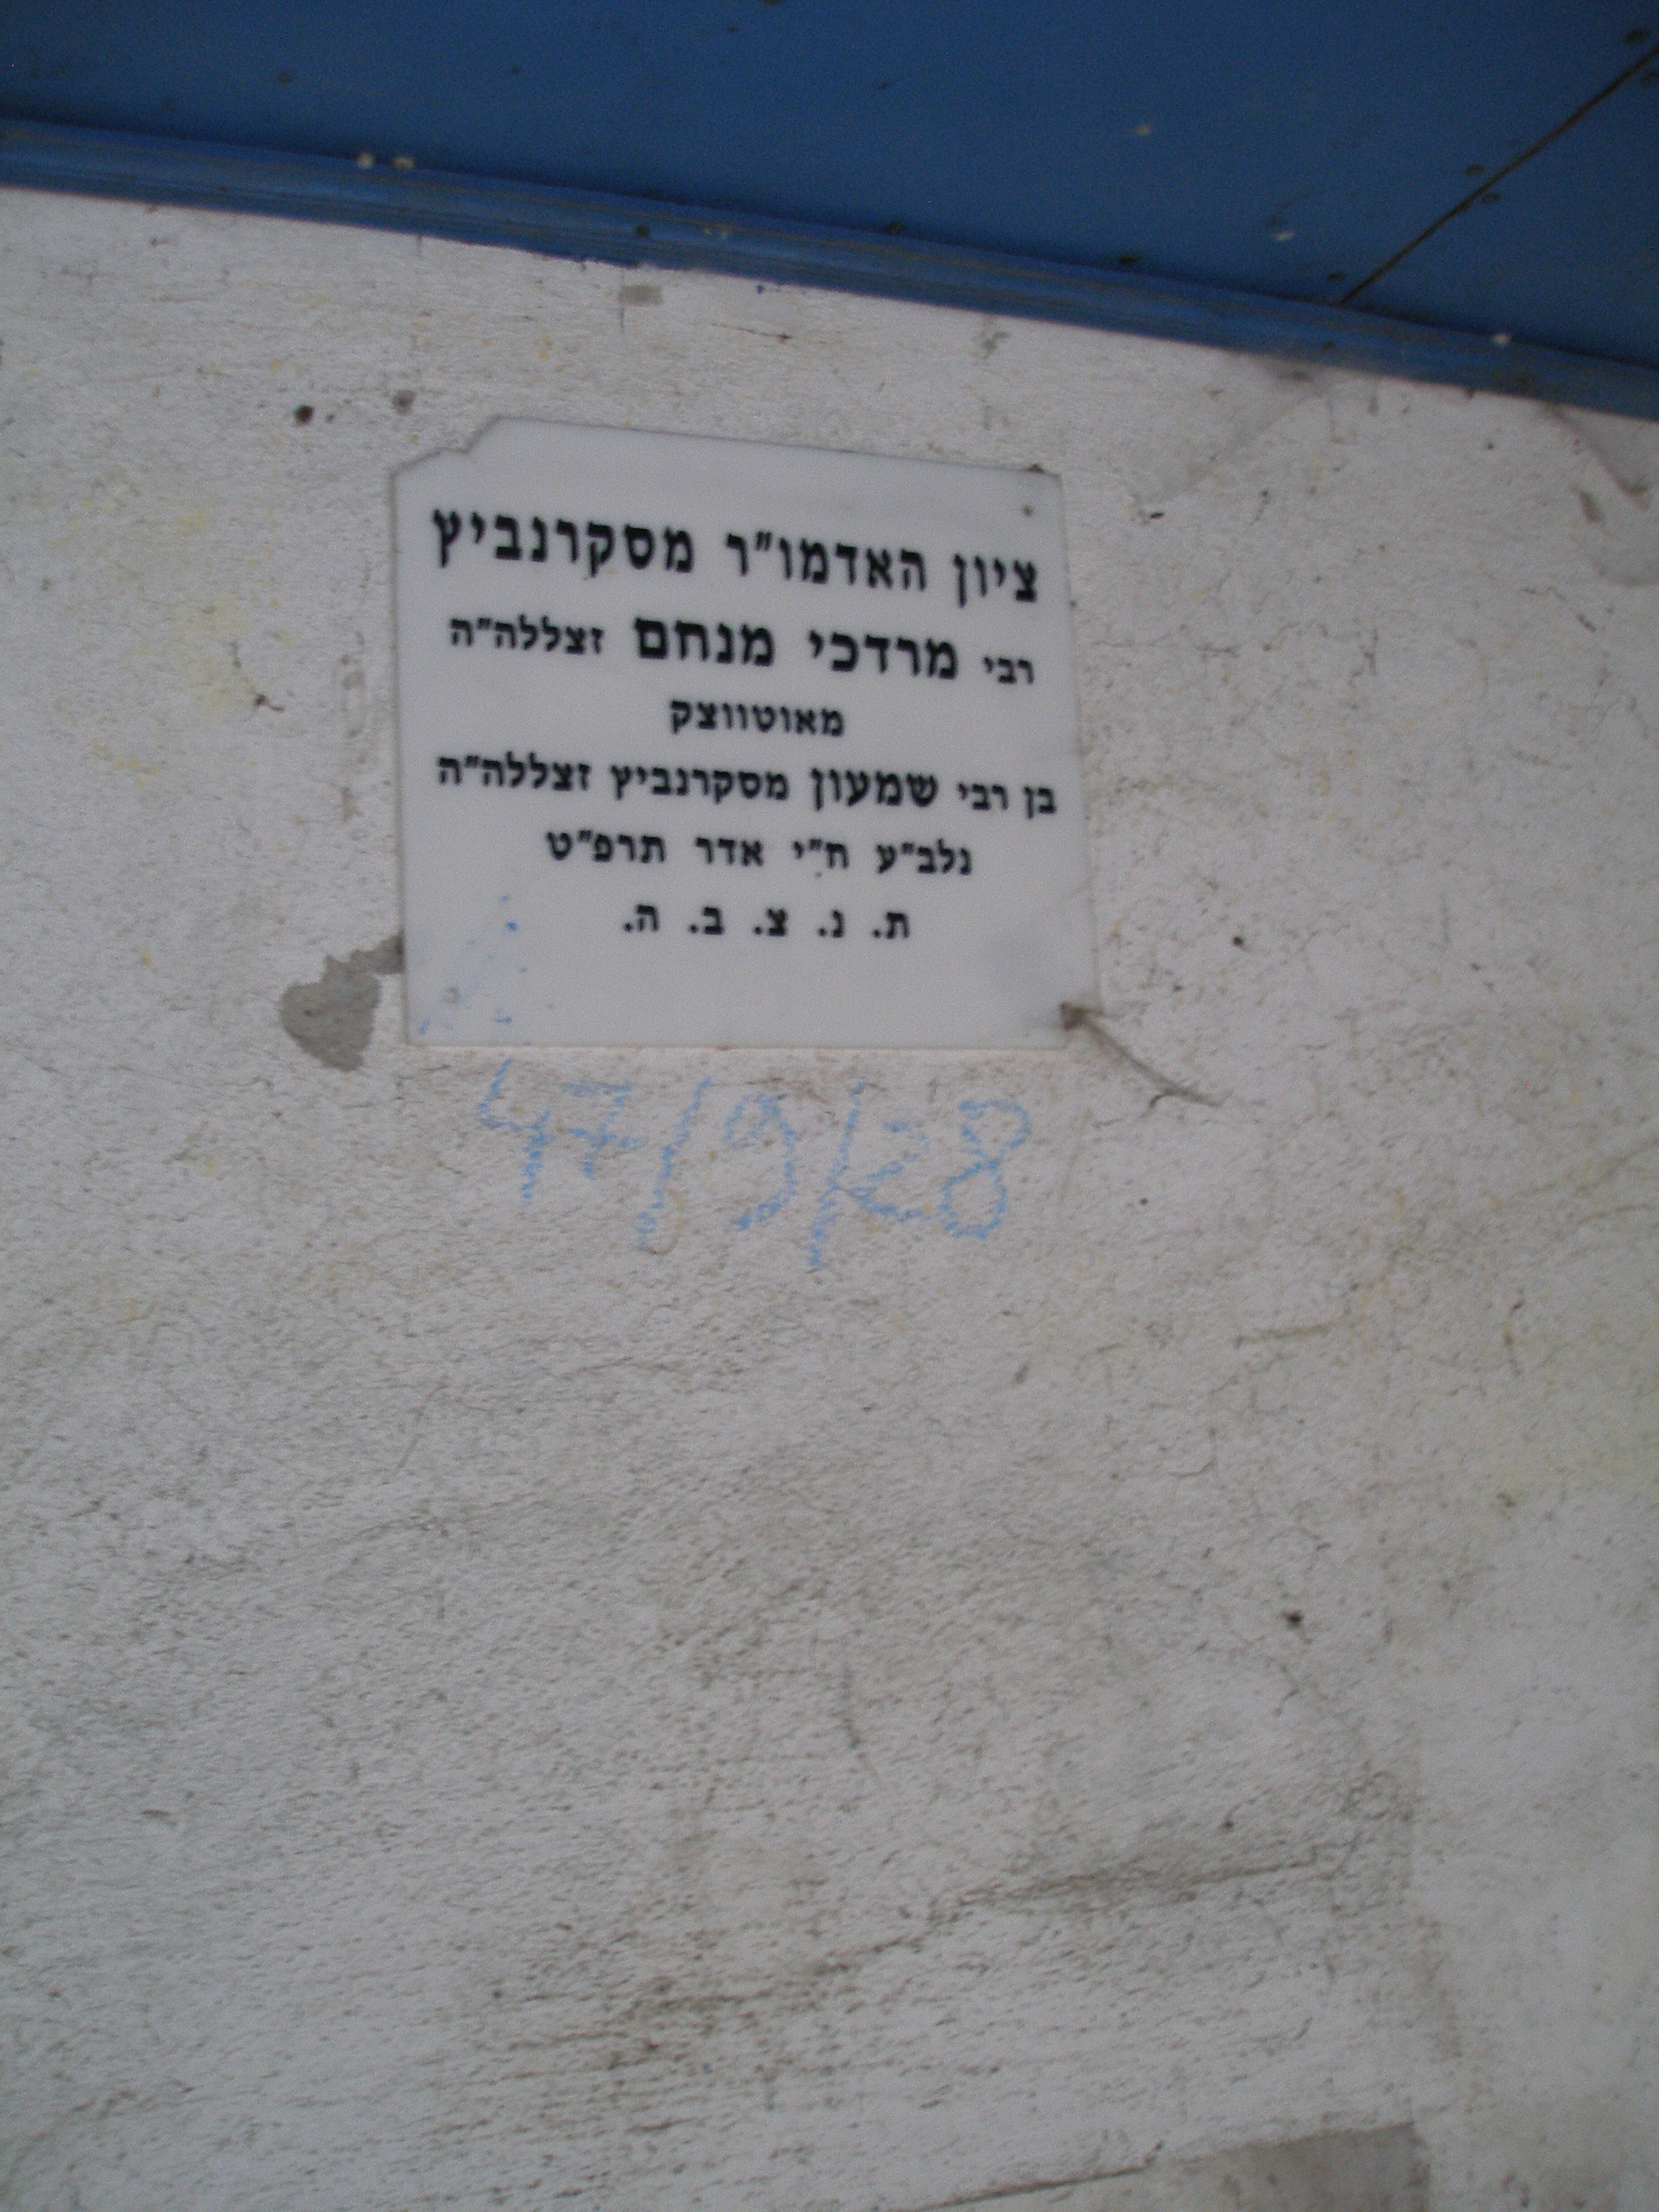 ציון האדמו"ר מסקרנביץ
רבי מרדכי מנחם זצללה"ה
מאוטווצק
בן רבי שמעון מסקרנביץ זצללה"ה
נלב"ע ח"י אדר תרפ"ט
ת. נ. צ. ב. ה.
47/9/28